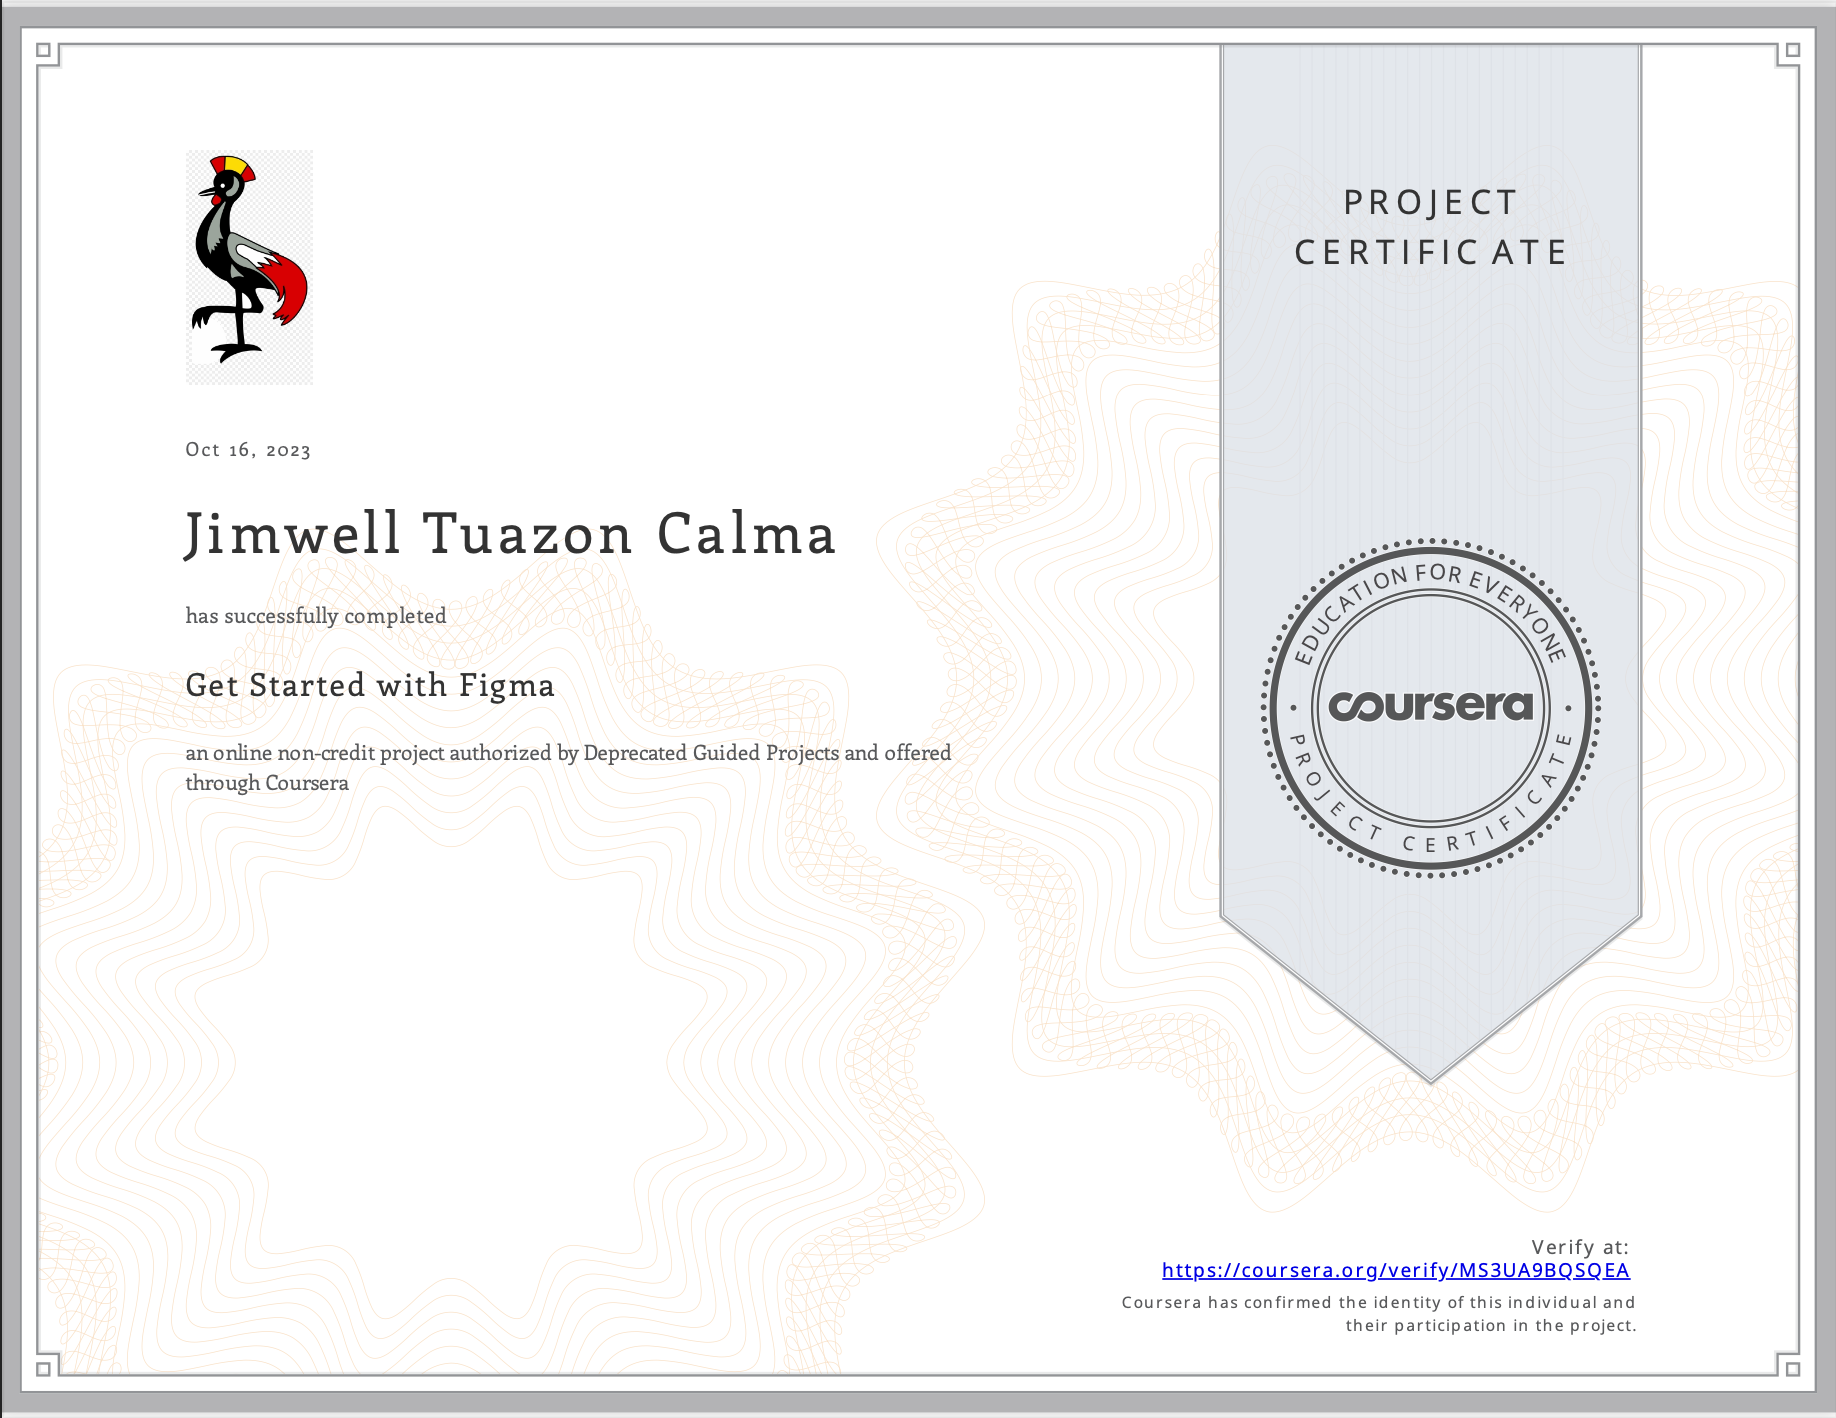 PROJECT
CERTIFICATE
Oct 16, 2023
Jimwell Tuazon Calma
has successfully completed
Get Started with Figma
an online non-credit project authorized by Deprecated Guided Projects and offered
through Coursera
EDUCATION FOR EVERYONE
coursera
PROJECT CERTIFICATE
Verify at:
https://coursera.org/verify/MS3UA9BQSQEA
Coursera has confirmed the identity of this individual and
their participation in the project.